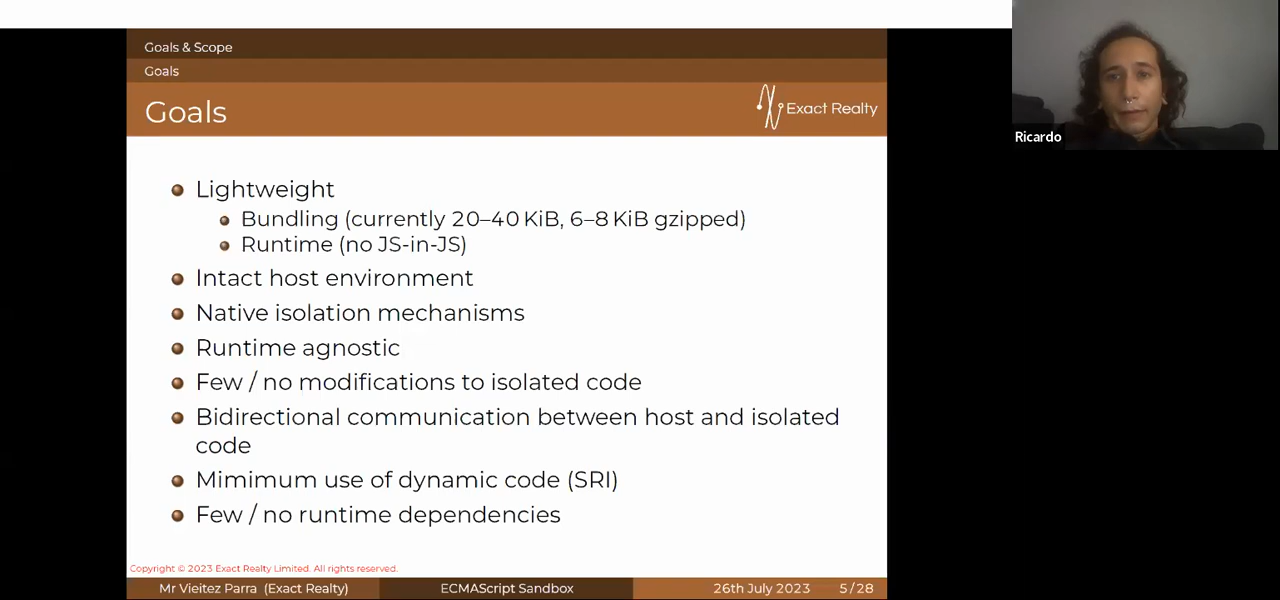 Goals & Scope
Goals
Goals
Exact Realty
Ricardo
Lightweight
Bundling (currently 20–40 KiB, 6–8 KiB gzipped)
Runtime (no JS-in-JS)
Intact host environment
Native isolation mechanisms
Runtime agnostic
Few / no modifications to isolated code
Bidirectional communication between host and isolated
code
Mimimum use of dynamic code (SRI)
Few / no runtime dependencies
Copyright © 2023 Exact Realty Limited. All rights reserved.
Mr Vieitez Parra (Exact Realty) ECMAScript Sandbox 26th July 2023 5 / 28